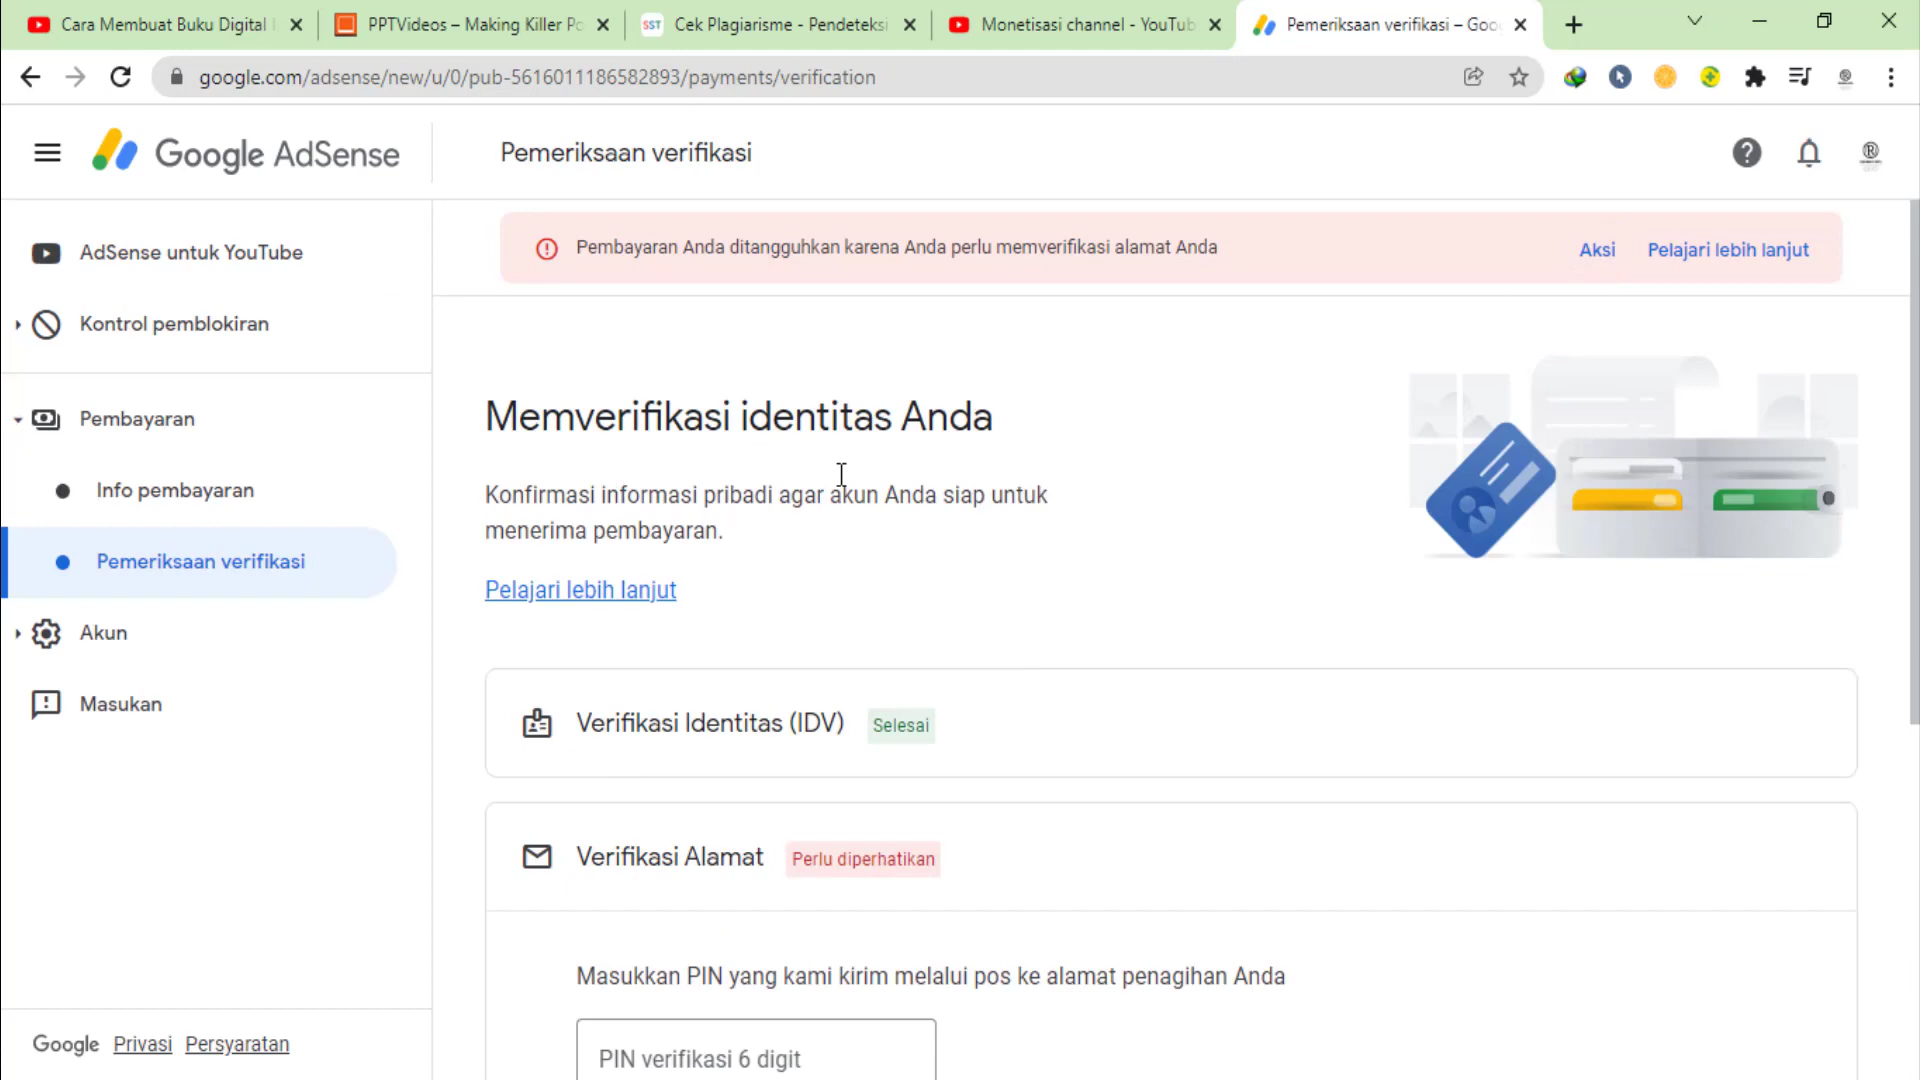 Cara Membuat Buku Digital
PPTVideos – Making Killer Po
SST Cek Plagiarisme - Pendeteksi
Monetisasi channel - YouTub
Pemeriksaan verifikasi – Goo
google.com/adsense/new/u/0/pub-5616011186582893/payments/verification
Google AdSense
Pemeriksaan verifikasi
AdSense untuk YouTube
Kontrol pemblokiran
Pembayaran
Info pembayaran
Pemeriksaan verifikasi
Akun
Masukan
Google Privasi Persyaratan
Pembayaran Anda ditangguhkan karena Anda perlu memverifikasi alamat Anda
Aksi Pelajari lebih lanjut
Memverifikasi identitas Anda
Konfirmasi informasi pribadi agar akun Anda siap untuk
menerima pembayaran.
Pelajari lebih lanjut
Verifikasi Identitas (IDV) Selesai
Verifikasi Alamat Perlu diperhatikan
Masukkan PIN yang kami kirim melalui pos ke alamat penagihan Anda
PIN verifikasi 6 digit